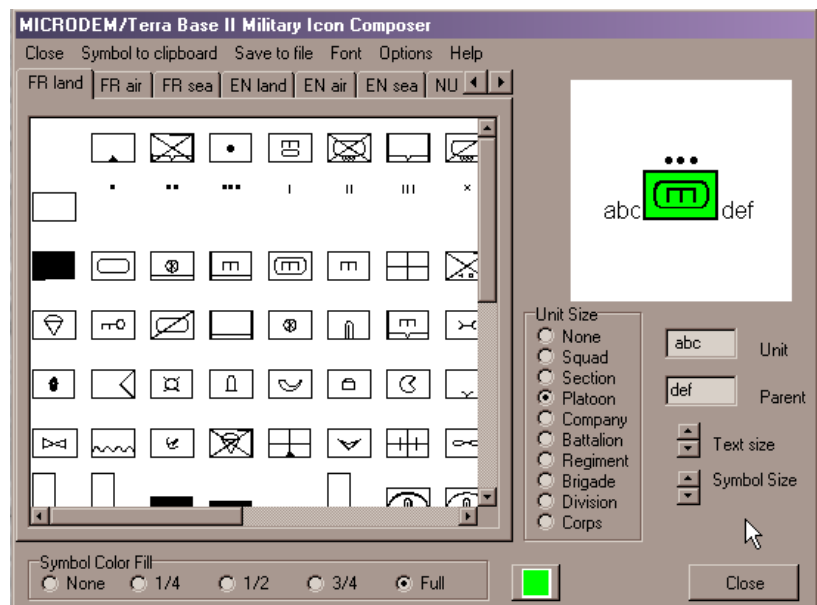 MICRODEM/Terra Base II Military Icon Composer
Close Symbol to clipboard Save to file Font Options Help
FR land FR air FR sea EN land EN air EN sea NU
abc def
Unit Size
None
Squad
Section
Platoon
Company
Battalion
Regiment
Brigade
Division
Corps
abc Unit
def Parent
Text size
Symbol Size
Symbol Color Fill
None 1/4 1/2 3/4 Full
Close